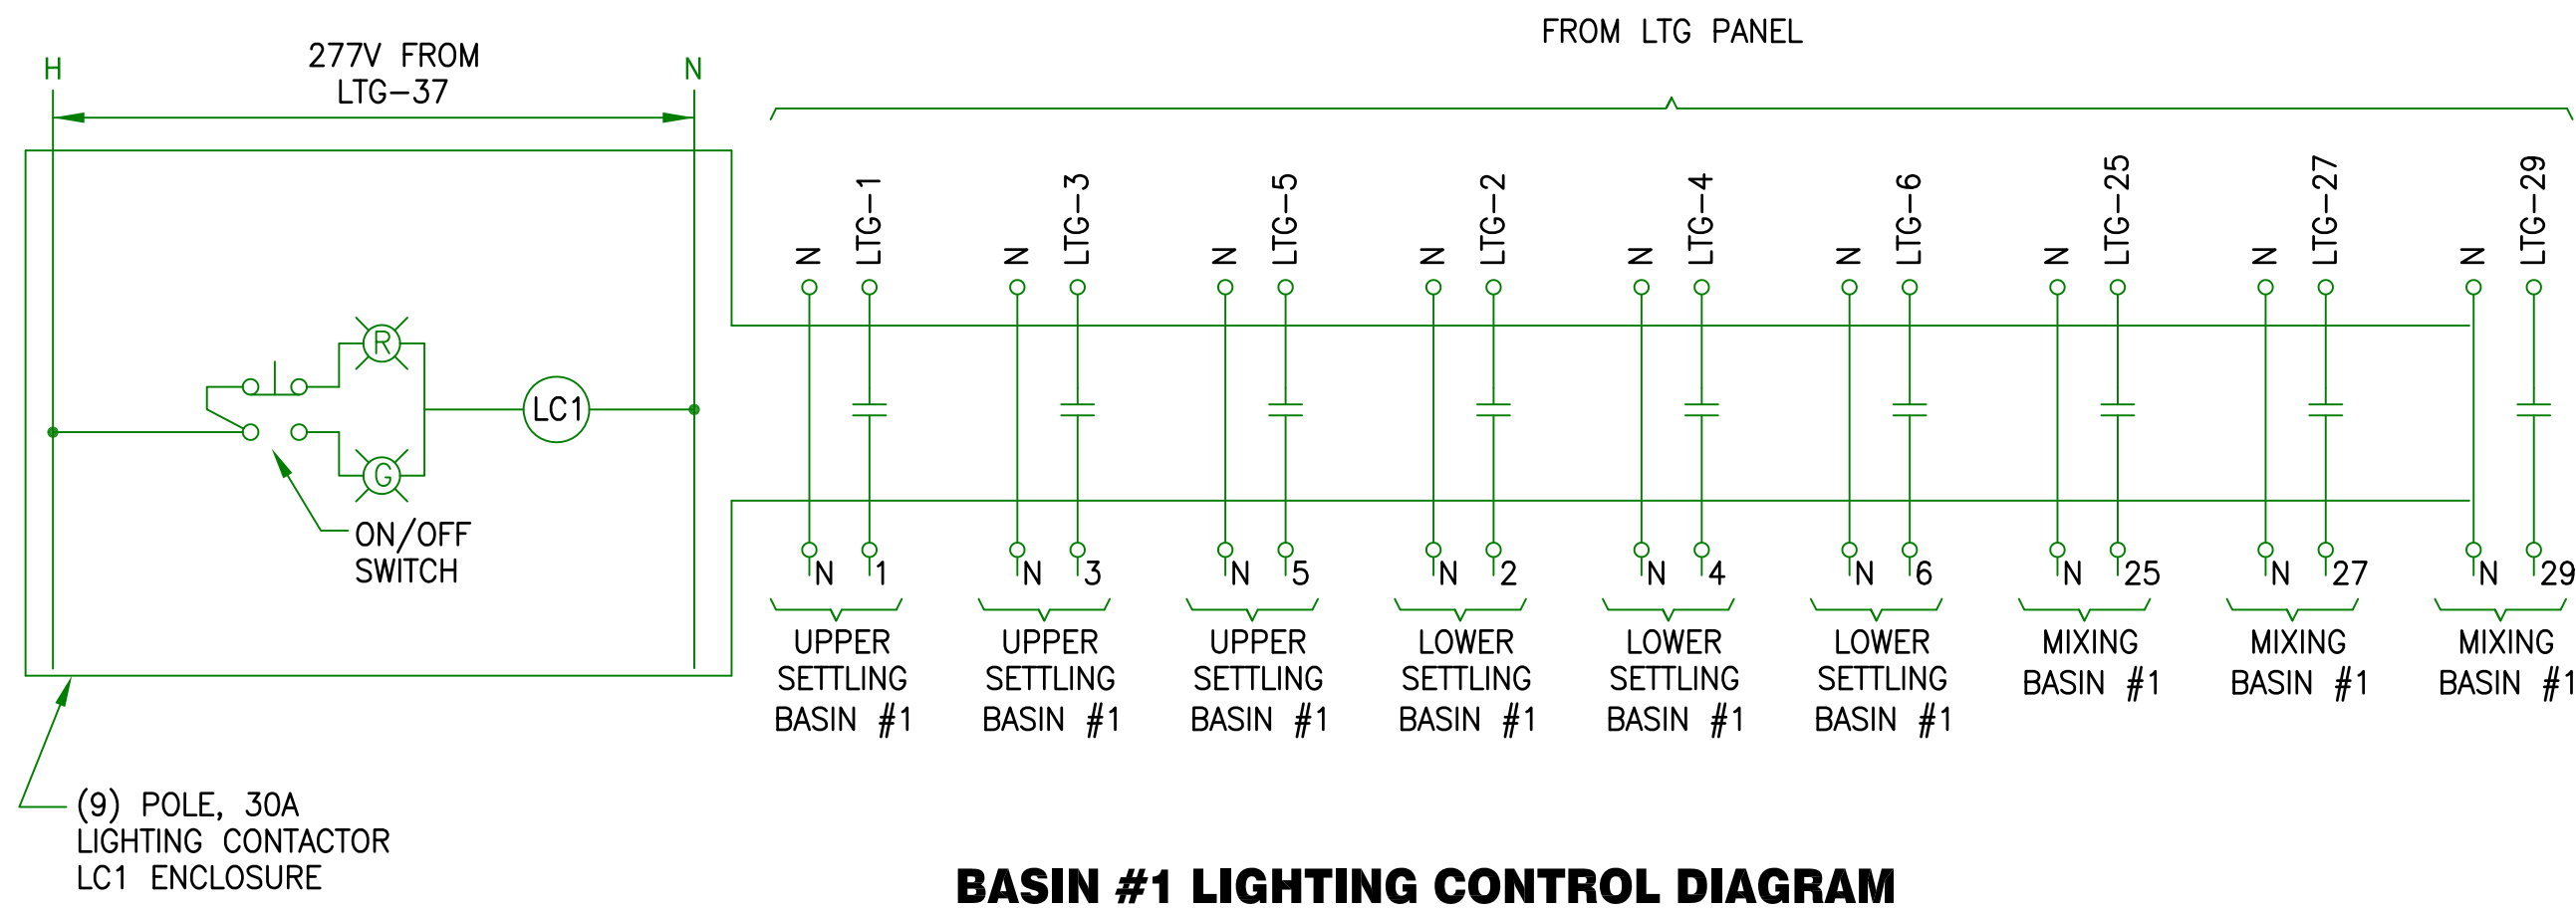 FROM LTG PANEL
H
277V FROM
LTG-37
N
N
LTG-1
N
LTG-3
N
LTG-5
N
LTG-2
N
LTG-4
N
LTG-6
N
LTG-25
N
LTG-27
N
LTG-29
R
LC1
G
ON/OFF
SWITCH
N 1
N 3
N 5
N 2
N 4
N 6
N 25
N 27
N 29
UPPER
SETTLING
BASIN #1
UPPER
SETTLING
BASIN #1
UPPER
SETTLING
BASIN #1
LOWER
SETTLING
BASIN #1
LOWER
SETTLING
BASIN #1
LOWER
SETTLING
BASIN #1
MIXING
BASIN #1
MIXING
BASIN #1
MIXING
BASIN #1
(9) POLE, 30A
LIGHTING CONTACTOR
LC1 ENCLOSURE
BASIN #1 LIGHTING CONTROL DIAGRAM